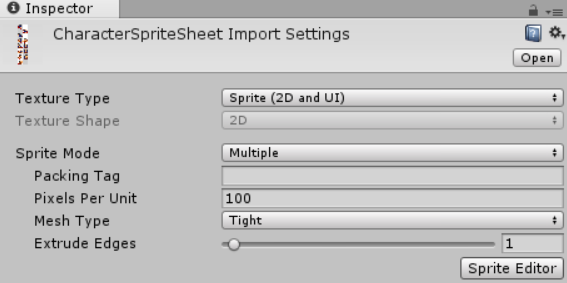 Inspector
CharacterSpriteSheet Import Settings
Open
Texture Type Sprite (2D and UI)
Texture Shape 2D
Sprite Mode Multiple
Packing Tag
Pixels Per Unit 100
Mesh Type Tight
Extrude Edges 1
Sprite Editor